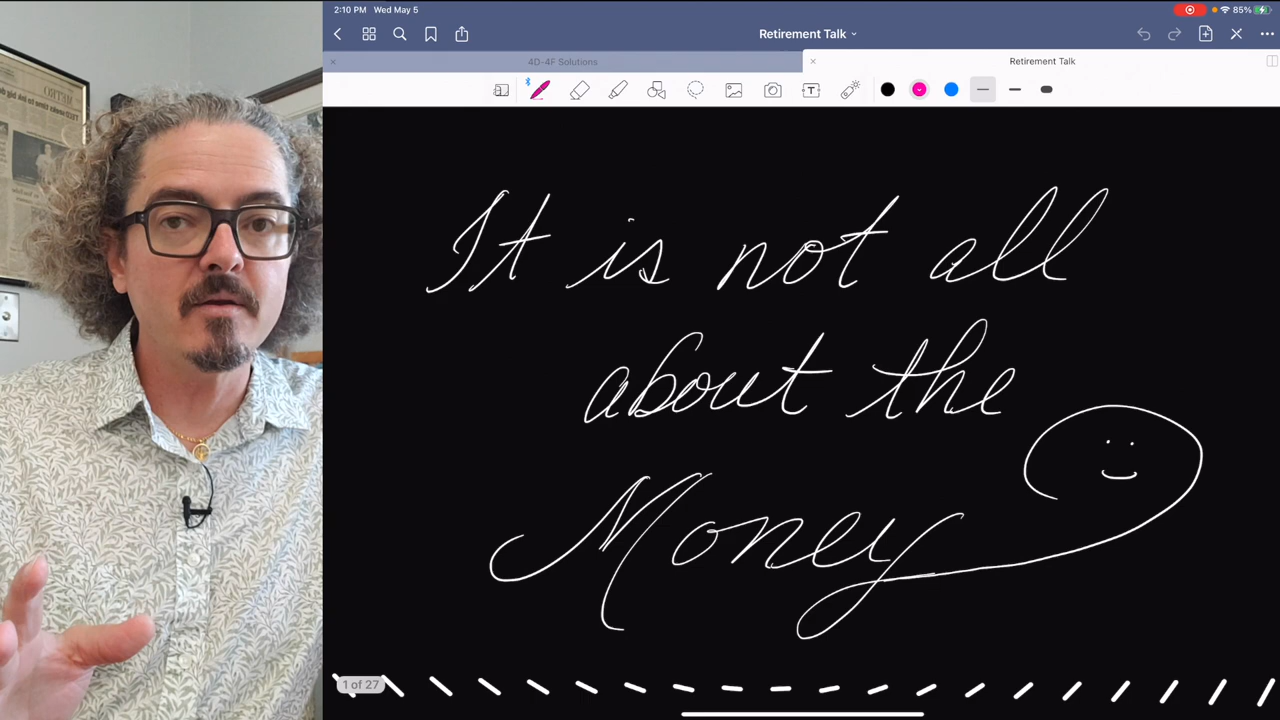 2:10 PM Wed May 5
85%
Retirement Talk
4D-4F Solutions
Retirement Talk
METRO
It is not all
about the
Money
1 of 27